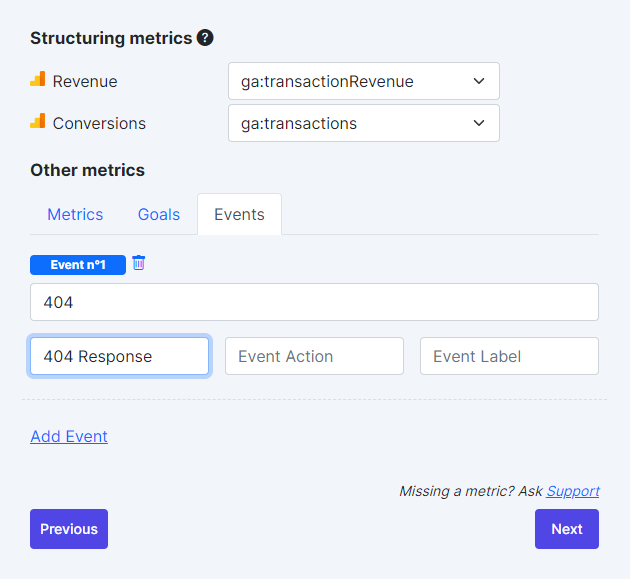 Structuring metrics ?
Revenue ga:transactionRevenue
Conversions ga:transactions
Other metrics
Metrics Goals Events
Event n°1
404
404 Response Event Action Event Label
Add Event
Missing a metric? Ask Support
Previous Next